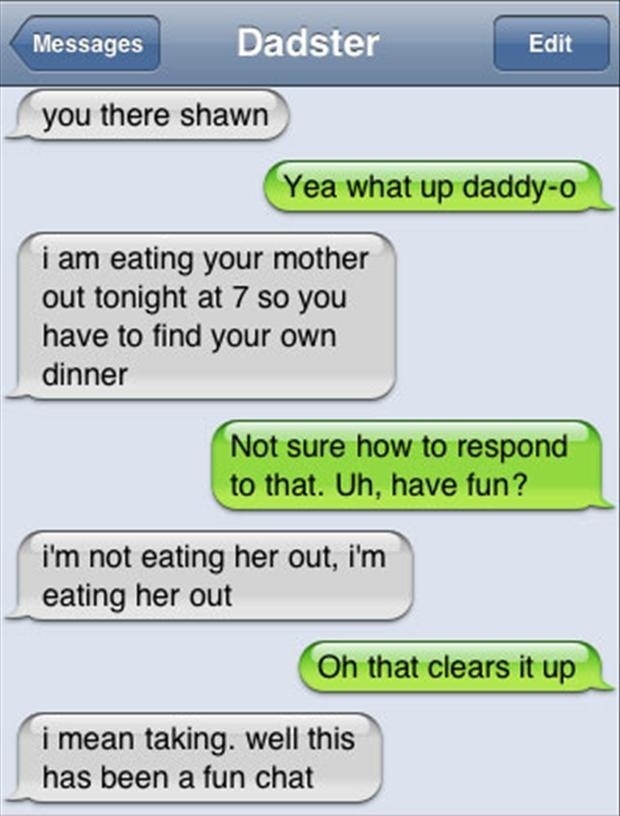 Messages
Dadster
Edit
you there shawn
Yea what up daddy-o
i am eating your mother
out tonight at 7 so you
have to find your own
dinner
Not sure how to respond
to that. Uh, have fun?
i'm not eating her out, i'm
eating her out
Oh that clears it up
i mean taking. well this
has been a fun chat